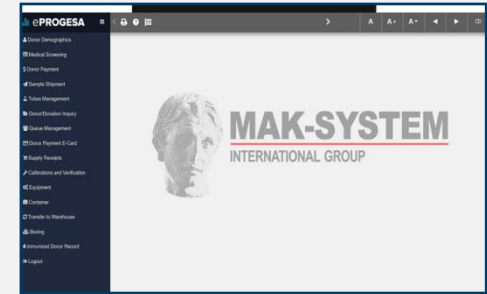 ePROGESA
A A+ A+
Donor Demographics
Medical Screening
Donor Payment
Sample Shipment
Tubes Management
Donor/Donation Inquiry
Queue Management
Donor Payment E-Card
Supply Receipts
Calibrations and Verification
Equipment
Container
Transfer to Warehouse
Boxing
Immunized Donor Record
Logout
MAK-SYSTEM
INTERNATIONAL GROUP